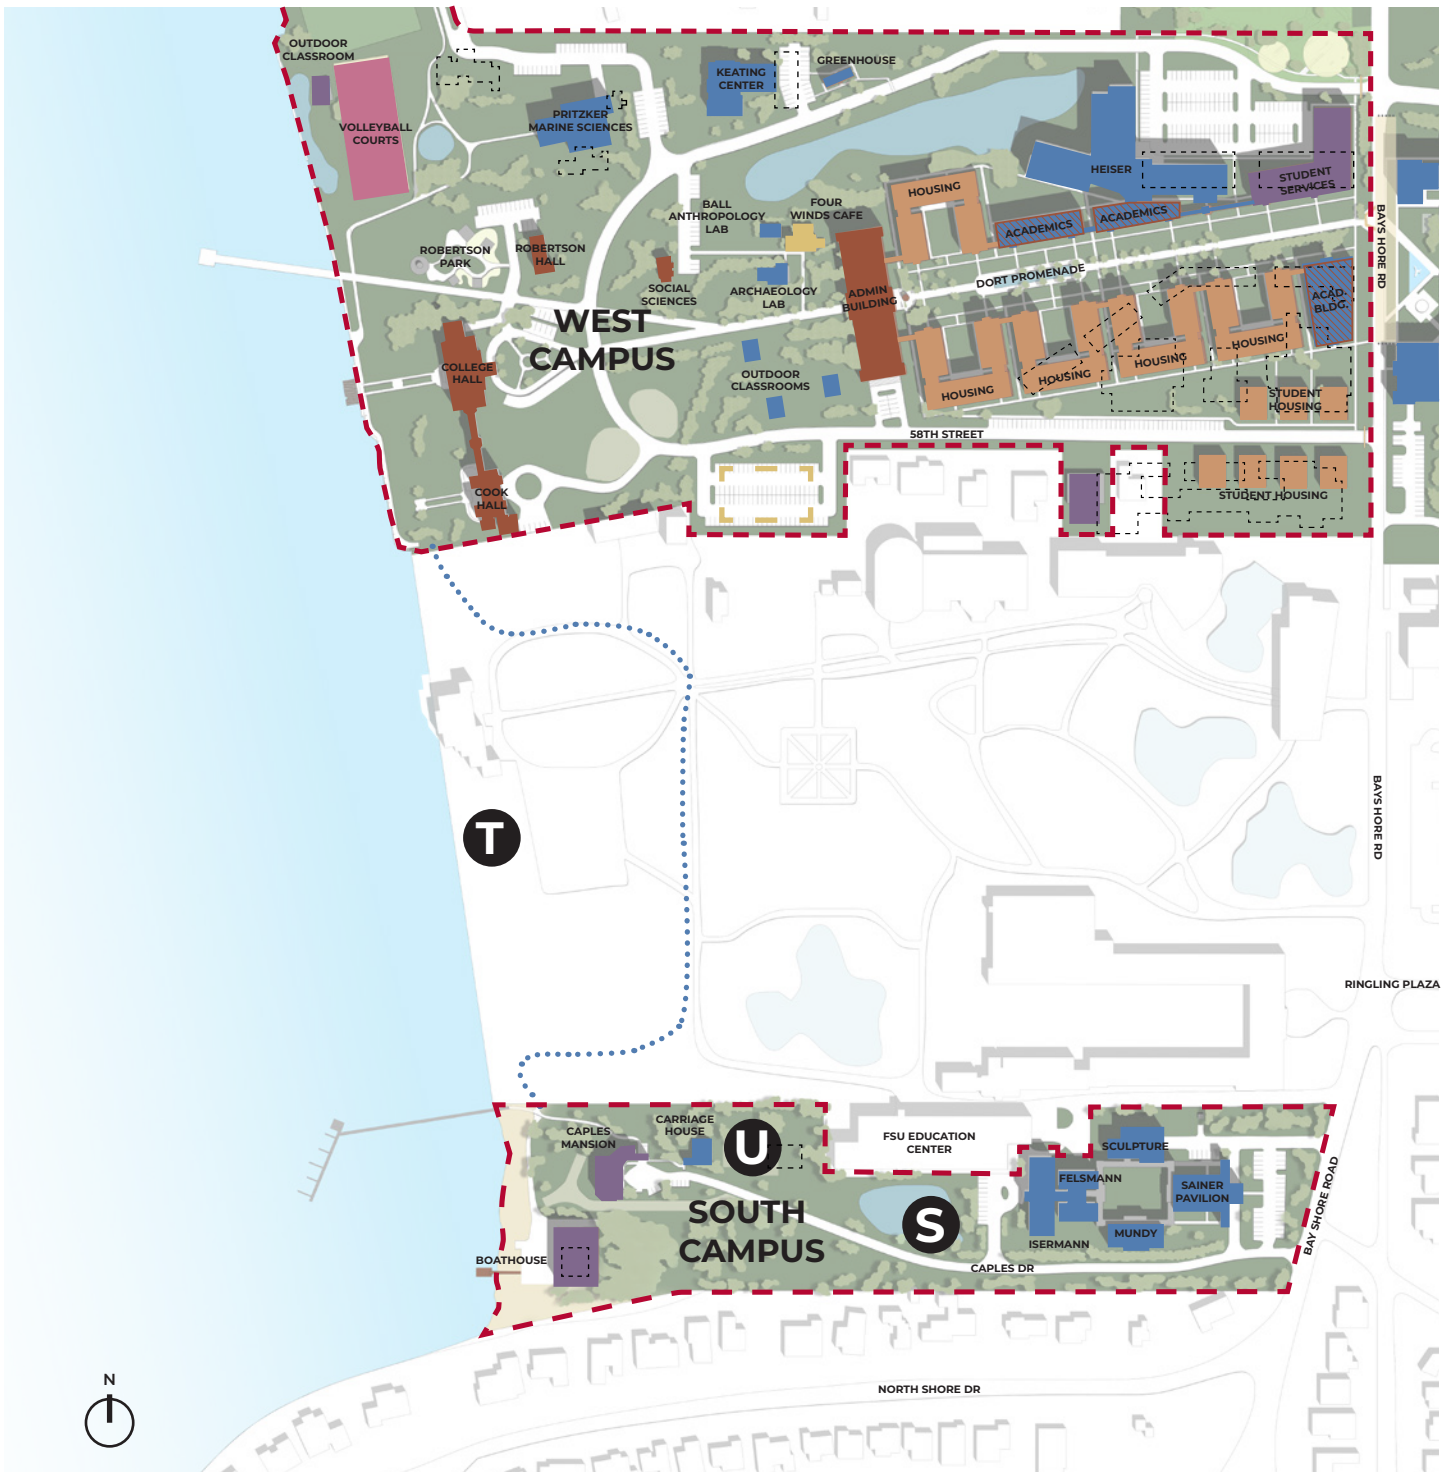 OUTDOOR
CLASSROOM
VOLLEYBALL
COURTS
PRITZKER
MARINE SCIENCES
KEATING
CENTER
GREENHOUSE
HEISER
STUDENT
SERVICES
HOUSING
ACADEMICS
ACADEMICS
BALL
ANTHROPOLOGY
LAB
FOUR
WINDS CAFE
ROBERTSON
PARK
ROBERTSON
HALL
SOCIAL
SCIENCES
ARCHAEOLOGY
LAB
ADMIN
BUILDING
DORT PROMENADE
ACAD.
BLDG.
BAYS HORE RD
WEST
CAMPUS
COLLEGE
HALL
OUTDOOR
CLASSROOMS
HOUSING
HOUSING
HOUSING
HOUSING
STUDENT
HOUSING
58TH STREET
COOK
HALL
STUDENT HOUSING
T
BAYS HORE RD
RINGLING PLAZA
CAPLES
MANSION
CARRIAGE
HOUSE
U
FSU EDUCATION
CENTER
SCULPTURE
FELSMANN
SAINER
PAVILION
SOUTH
CAMPUS
S
ISERMANN
MUNDY
BAY SHORE ROAD
BOATHOUSE
CAPLES DR
N
NORTH SHORE DR